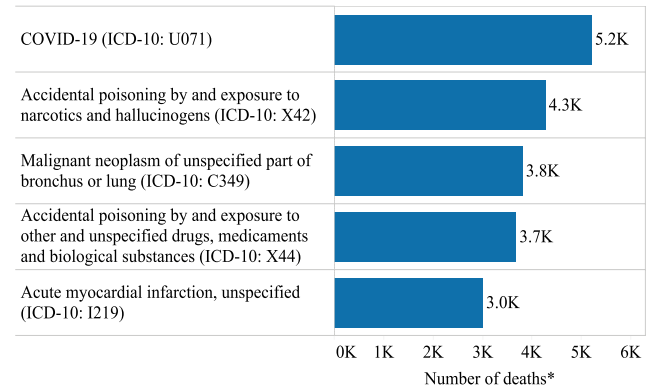 COVID-19 (ICD-10: U071)
5.2K
Accidental poisoning by and exposure to
narcotics and hallucinogens (ICD-10: X42)
4.3K
Malignant neoplasm of unspecified part of
bronchus or lung (ICD-10: C349)
3.8K
Accidental poisoning by and exposure to
other and unspecified drugs, medicaments
and biological substances (ICD-10: X44)
3.7K
Acute myocardial infarction, unspecified
(ICD-10: I219)
3.0K
0K 1K 2K 3K 4K 5K 6K
Number of deaths*